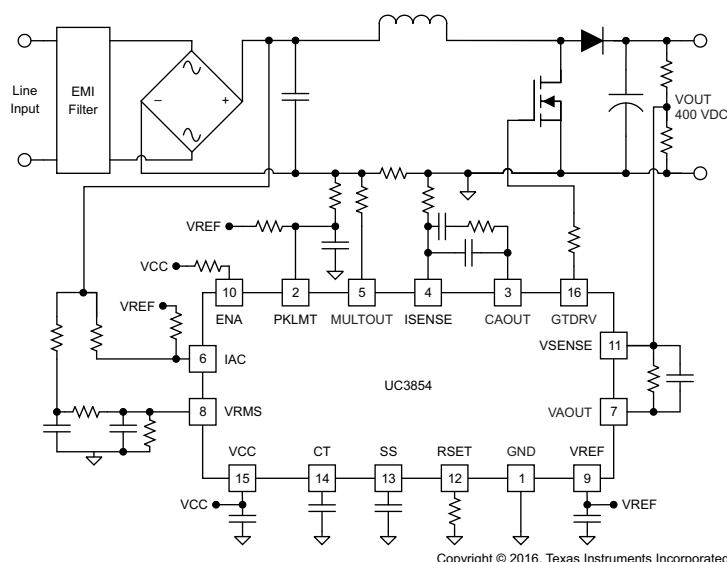 Line
Input
EMI
Filter
−
+
VOUT
400 VDC
VREF
VCC
VREF
10
2
5
4
3
16
ENA
PKLMT
MULTOUT
ISENSE
CAOUT
GTDRV
VSENSE
11
6
IAC
UC3854
8
VRMS
VAOUT
7
VCC
CT
SS
RSET
GND
VREF
15
14
13
12
1
9
VCC
VREF
Copyright © 2016, Texas Instruments Incorporated